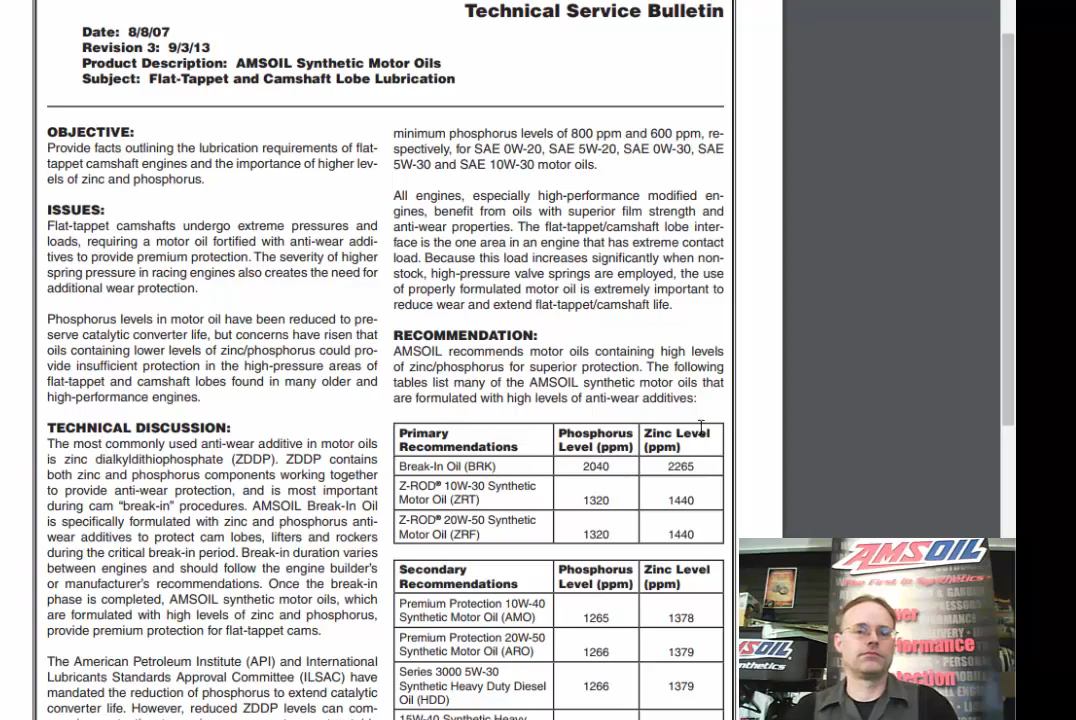 Technical Service Bulletin
Date: 8/8/07
Revision 3: 9/3/13
Product Description: AMSOIL Synthetic Motor Oils
Subject: Flat-Tappet and Camshaft Lobe Lubrication
OBJECTIVE:
Provide facts outlining the lubrication requirements of flat-
tappet camshaft engines and the importance of higher lev-
els of zinc and phosphorus.
ISSUES:
Flat-tappet camshafts undergo extreme pressures and
loads, requiring a motor oil fortified with anti-wear addi-
tives to provide premium protection. The severity of higher
spring pressure in racing engines also creates the need for
additional wear protection.
Phosphorus levels in motor oil have been reduced to pre-
serve catalytic converter life, but concerns have risen that
oils containing lower levels of zinc/phosphorus could pro-
vide insufficient protection in the high-pressure areas of
flat-tappet and camshaft lobes found in many older and
high-performance engines.
TECHNICAL DISCUSSION:
The most commonly used anti-wear additive in motor oils
is zinc dialkyldithiophosphate (ZDDP). ZDDP contains
both zinc and phosphorus components working together
to provide anti-wear protection, and is most important
during cam “break-in” procedures. AMSOIL Break-In Oil
is specifically formulated with zinc and phosphorus anti-
wear additives to protect cam lobes, lifters and rockers
during the critical break-in period. Break-in duration varies
between engines and should follow the engine builder's
or manufacturer's recommendations. Once the break-in
phase is completed, AMSOIL synthetic motor oils, which
are formulated with high levels of zinc and phosphorus,
provide premium protection for flat-tappet cams.
The American Petroleum Institute (API) and International
Lubricants Standards Approval Committee (ILSAC) have
mandated the reduction of phosphorus to extend catalytic
converter life. However, reduced ZDDP levels can com-
minimum phosphorus levels of 800 ppm and 600 ppm, re-
spectively, for SAE 0W-20, SAE 5W-20, SAE 0W-30, SAE
5W-30 and SAE 10W-30 motor oils.
All engines, especially high-performance modified en-
gines, benefit from oils with superior film strength and
anti-wear properties. The flat-tappet/camshaft lobe inter-
face is the one area in an engine that has extreme contact
load. Because this load increases significantly when non-
stock, high-pressure valve springs are employed, the use
of properly formulated motor oil is extremely important to
reduce wear and extend flat-tappet/camshaft life.
RECOMMENDATION:
AMSOIL recommends motor oils containing high levels
of zinc/phosphorus for superior protection. The following
tables list many of the AMSOIL synthetic motor oils that
are formulated with high levels of anti-wear additives:
Primary Phosphorus Zinc Level
Recommendations Level (ppm) (ppm)
Break-In Oil (BRK) 2040 2265
Z-ROD® 10W-30 Synthetic
Motor Oil (ZRT) 1320 1440
Z-ROD® 20W-50 Synthetic
Motor Oil (ZRF) 1320 1440
Secondary Phosphorus Zinc Level
Recommendations Level (ppm) (ppm)
Premium Protection 10W-40
Synthetic Motor Oil (AMO) 1265 1378
Premium Protection 20W-50
Synthetic Motor Oil (ARO) 1266 1379
Series 3000 5W-30
Synthetic Heavy Duty Diesel 1266 1379
Oil (HDD)
15W-40 Synthetic Heavy
AMSOIL
The First in Synthetics